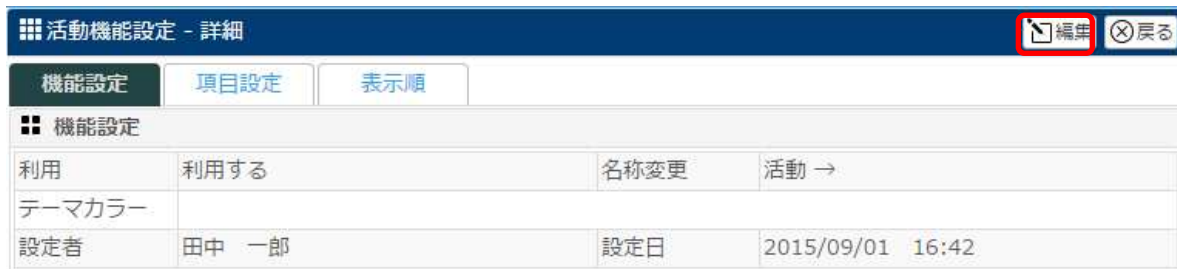 活動機能設定 - 詳細 編集 戻る
機能設定 項目設定 表示順
機能設定
利用 利用する 名称変更 活動 →
テーマカラー
設定者 田中　一郎 設定日 2015/09/01　16:42